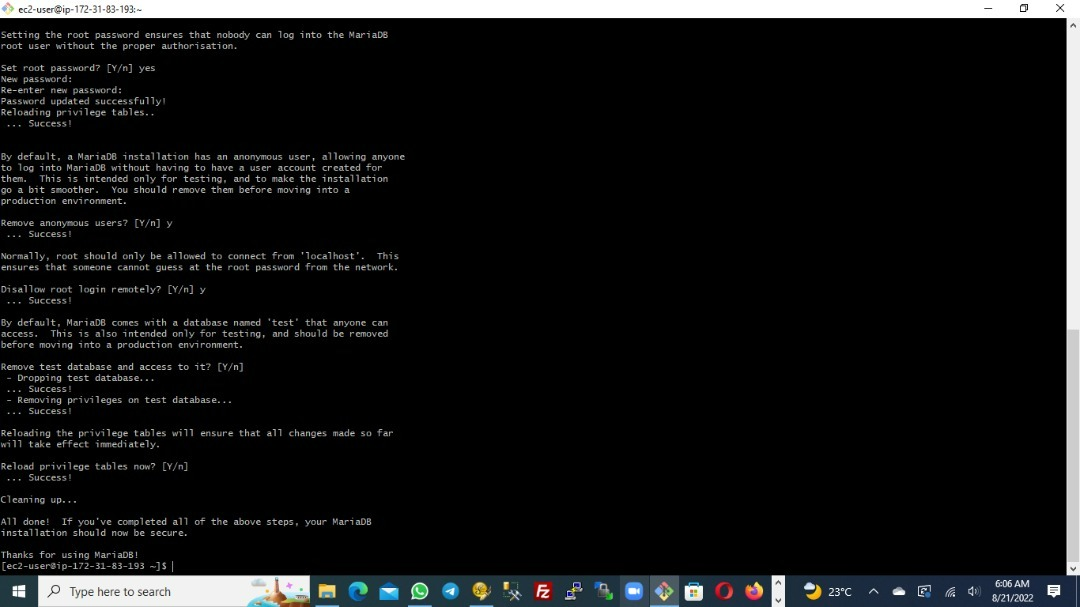 ec2-user@ip-172-31-83-193:~
Setting the root password ensures that nobody can log into the MariaDB
root user without the proper authorisation.
Set root password? [Y/n] yes
New password:
Re-enter new password:
Password updated successfully!
Reloading privilege tables..
 ... Success!
By default, a MariaDB installation has an anonymous user, allowing anyone
to log into MariaDB without having to have a user account created for
them.  This is intended only for testing, and to make the installation
go a bit smoother.  You should remove them before moving into a
production environment.
Remove anonymous users? [Y/n] y
 ... Success!
Normally, root should only be allowed to connect from 'localhost'.  This
ensures that someone cannot guess at the root password from the network.
Disallow root login remotely? [Y/n] y
 ... Success!
By default, MariaDB comes with a database named 'test' that anyone can
access.  This is also intended only for testing, and should be removed
before moving into a production environment.
Remove test database and access to it? [Y/n]
 - Dropping test database...
 ... Success!
 - Removing privileges on test database...
 ... Success!
Reloading the privilege tables will ensure that all changes made so far
will take effect immediately.
Reload privilege tables now? [Y/n]
 ... Success!
Cleaning up...
All done!  If you've completed all of the above steps, your MariaDB
installation should now be secure.
Thanks for using MariaDB!
[ec2-user@ip-172-31-83-193 ~]$
Type here to search
Fz
23°C
6:06 AM
8/21/2022